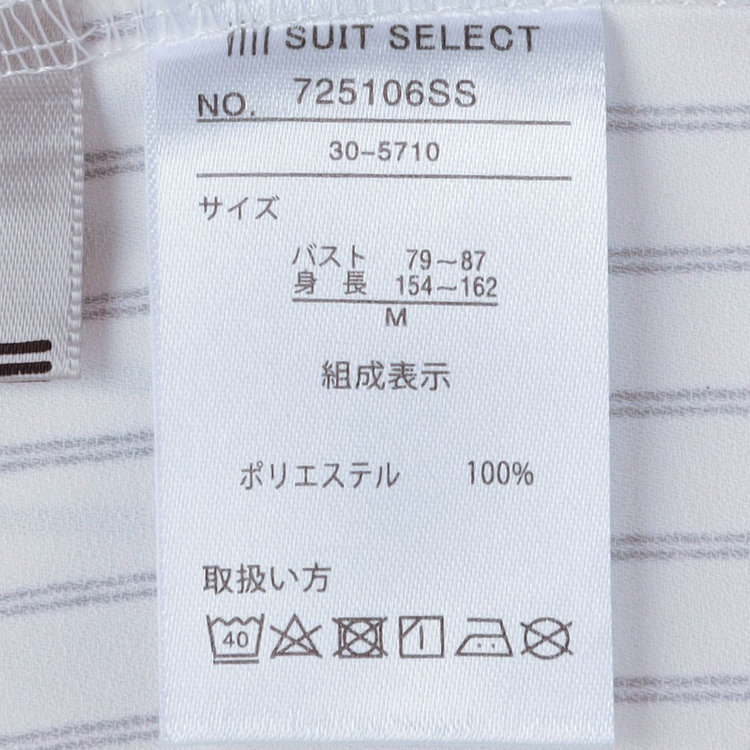 SUIT SELECT
NO. 725106SS
30-5710
サイズ
バスト 79～87
身 長 154～162
M
組成表示
ポリエステル 100%
取扱い方
40